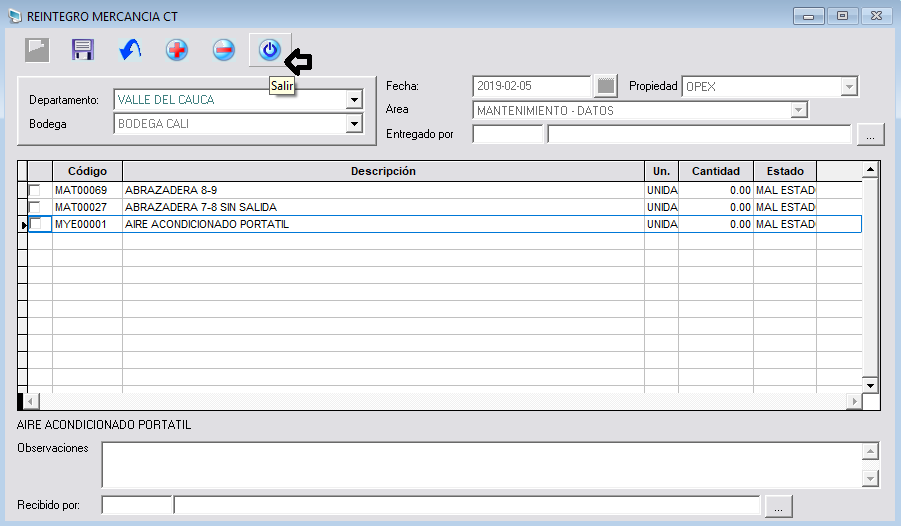 REINTEGRO MERCANCIA CT
Salir
Departamento: VALLE DEL CAUCA
Bodega BODEGA CALI
Fecha: 2019-02-05 Propiedad OPEX
Area MANTENIMIENTO - DATOS
Entregado por ...
Código Descripción Un. Cantidad Estado
MAT00069 ABRAZADERA 8-9 UNIDA 0.00 MAL ESTAD
MAT00027 ABRAZADERA 7-8 SIN SALIDA UNIDA 0.00 MAL ESTAD
MYE00001 AIRE ACONDICIONADO PORTATIL UNIDA 0.00 MAL ESTAD
AIRE ACONDICIONADO PORTATIL
Observaciones
Recibido por: ...